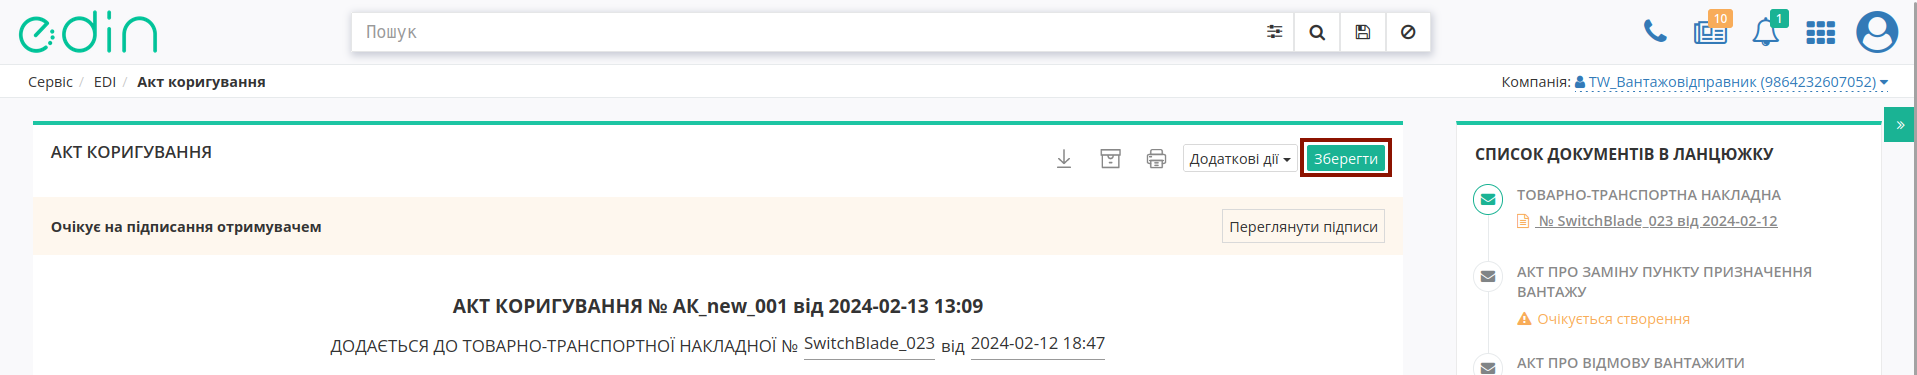 edin
Пошук
10
1
Сервіс / EDI / Акт коригування
Компанія: TW_Вантажовідправник (9864232607052)
АКТ КОРИГУВАННЯ
Додаткові дії
Зберегти
Очікує на підписання отримувачем
Переглянути підписи
АКТ КОРИГУВАННЯ № AK_new_001 від 2024-02-13 13:09
ДОДАЄТЬСЯ ДО ТОВАРНО-ТРАНСПОРТНОЇ НАКЛАДНОЇ № SwitchBlade_023 від 2024-02-12 18:47
»
СПИСОК ДОКУМЕНТІВ В ЛАНЦЮЖКУ
ТОВАРНО-ТРАНСПОРТНА НАКЛАДНА
№ SwitchBlade_023 від 2024-02-12
АКТ ПРО ЗАМІНУ ПУНКТУ ПРИЗНАЧЕННЯ
ВАНТАЖУ
Очікується створення
АКТ ПРО ВІДМОВУ ВАНТАЖИТИ